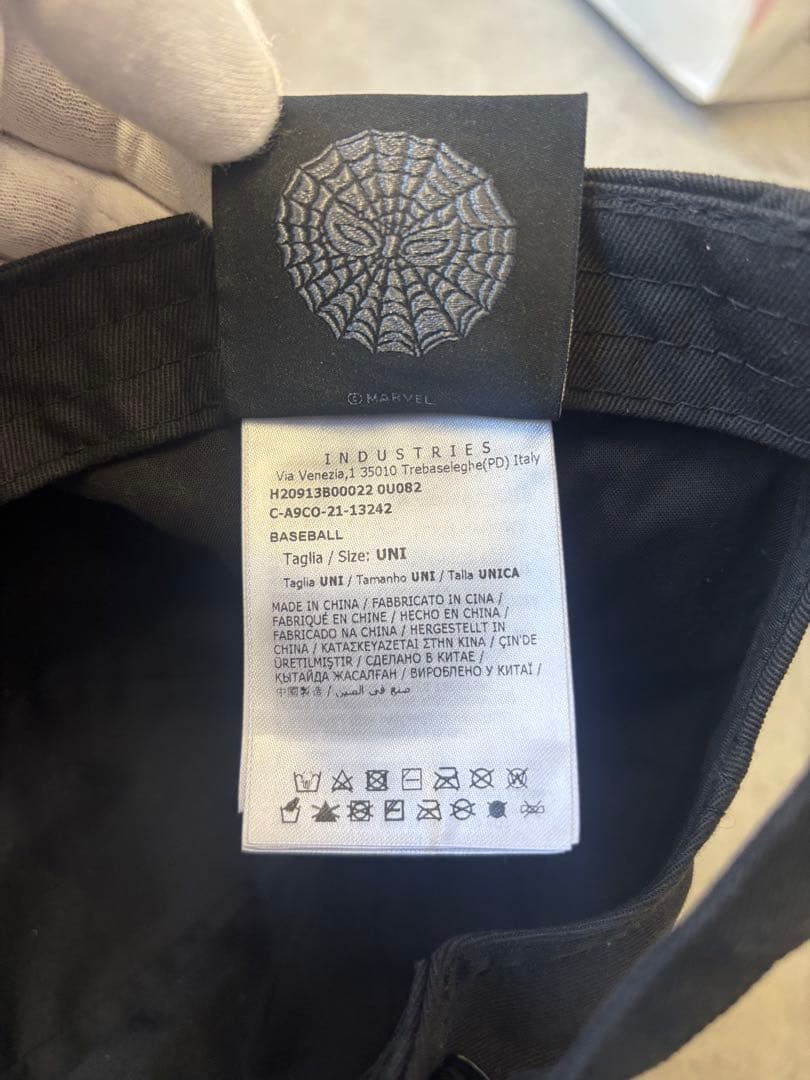 © MARVEL
INDUSTRIES
Via Venezia,1 35010 Trebaseleghe(PD) Italy
H20913B00022 0U082
C-A9CO-21-13242
BASEBALL
Taglia / Size: UNI
Taglia UNI / Tamanho UNI / Talla UNICA
MADE IN CHINA / FABBRICATO IN CINA /
FABRIQUÉ EN CHINE / HECHO EN CHINA /
FABRICADO NA CHINA / HERGESTELLT IN
CHINA / ΚΑΤΑΣΚΕΥΑΖΕΤΑΙ ΣΤΗΝ ΚΙΝΑ / ÇIN'DE
ÜRETILMIŞTIR / СДЕЛАНО В КИТАЕ /
ҚЫТАЙДА ЖАСАЛҒАН / ВИРОБЛЕНО У КИТАЇ /
中國製造 / صنع في الصين